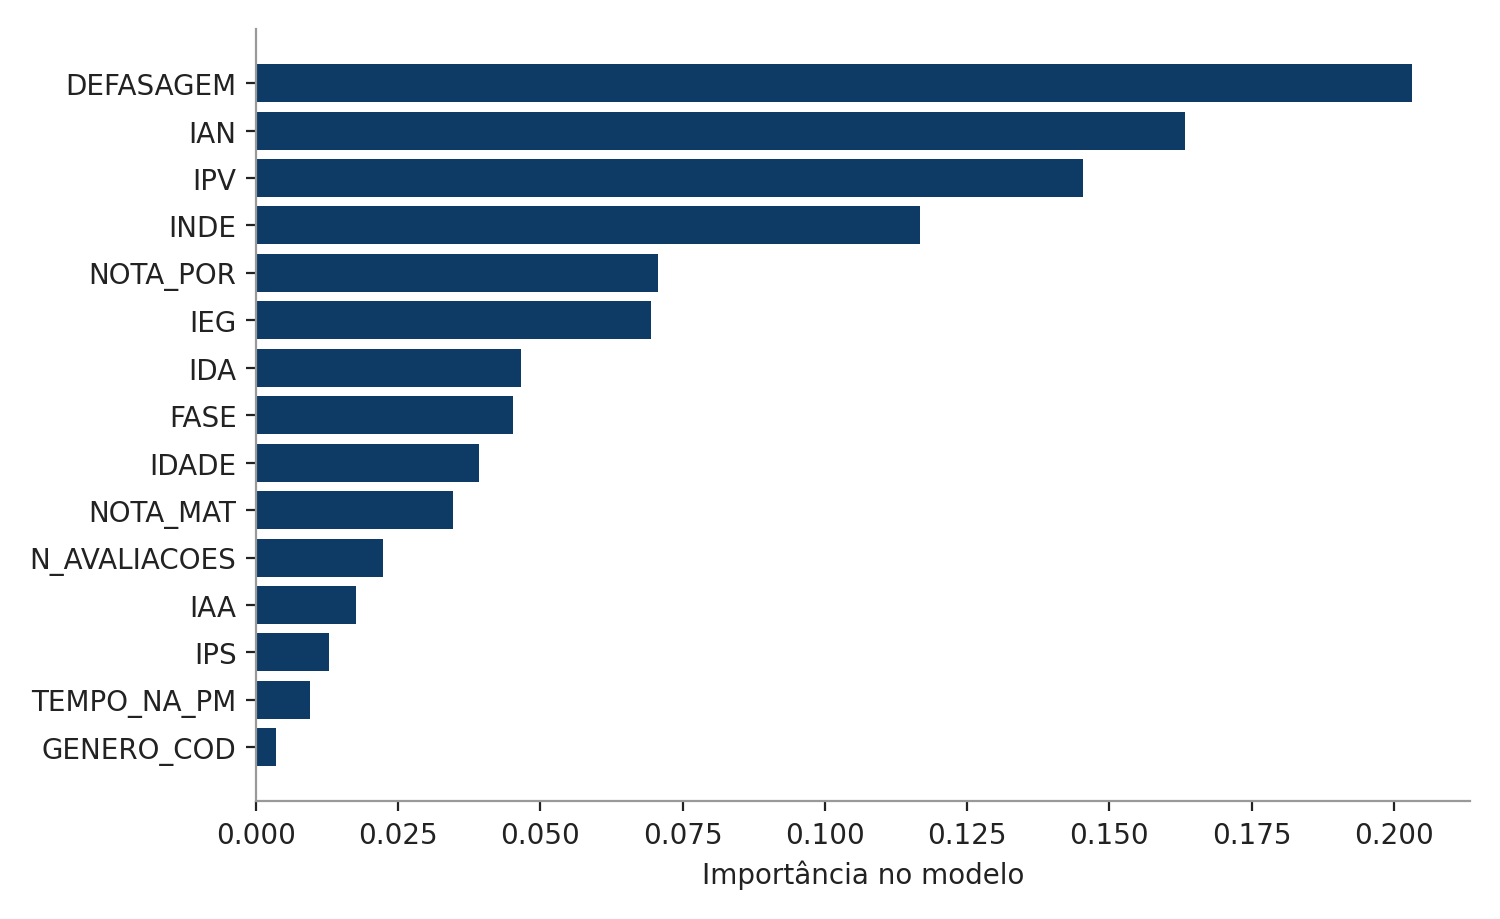 DEFASAGEM
IAN
IPV
INDE
NOTA_POR
IEG
IDA
FASE
IDADE
NOTA_MAT
N_AVALIACOES
IAA
IPS
TEMPO_NA_PM
GENERO_COD
0.000 0.025 0.050 0.075 0.100 0.125 0.150 0.175 0.200
Importância no modelo